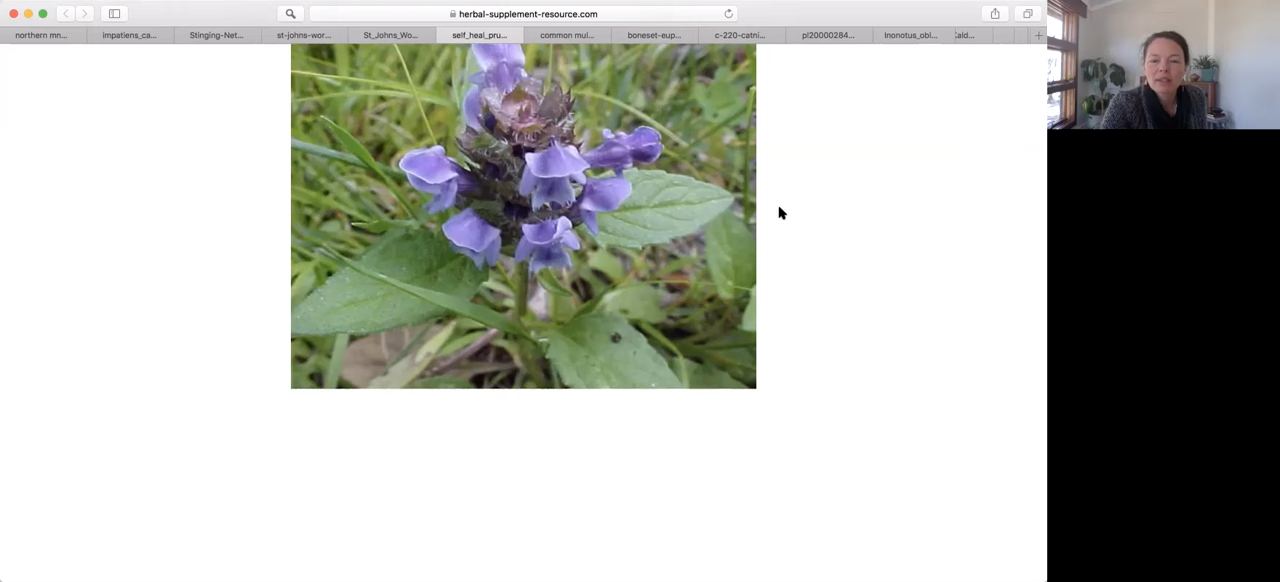 herbal-supplement-resource.com
northern mn...
impatiens_ca...
Stinging-Net...
st-johns-wor...
St_Johns_Wo...
self_heal_pru...
common mul...
boneset-eup...
c-220-catni...
pl20000284...
Inonotus_obl...